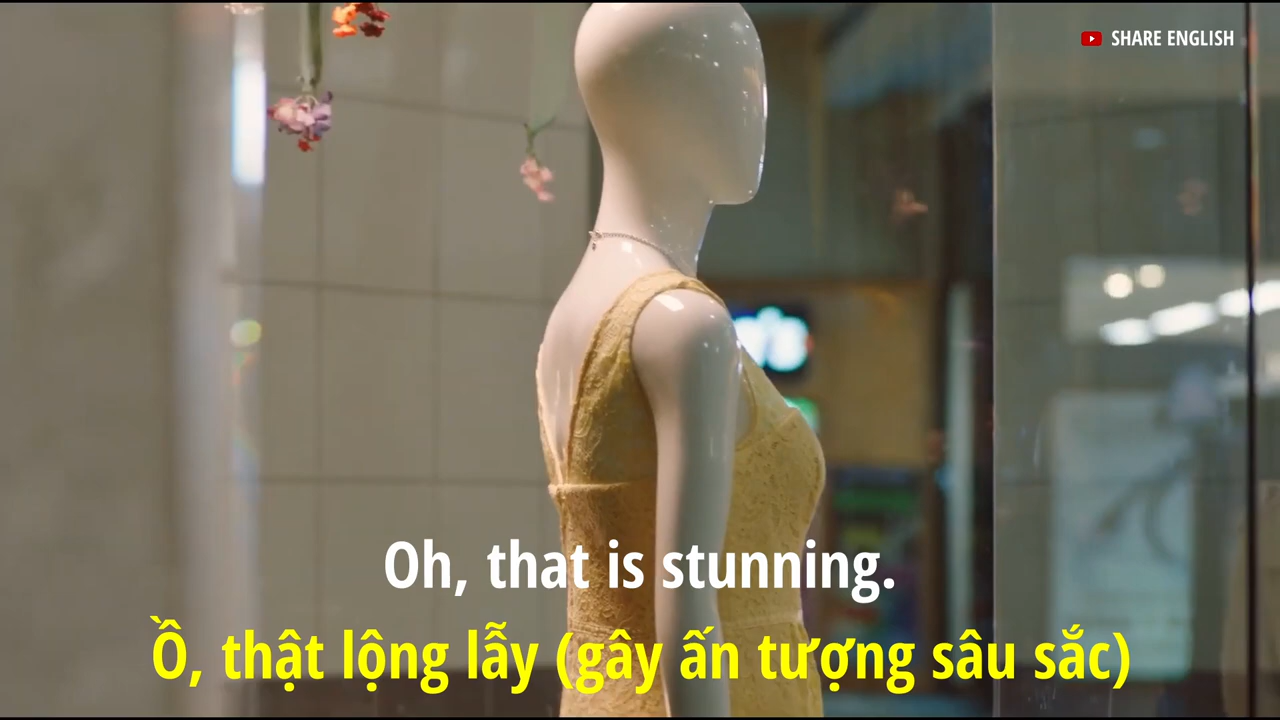 SHARE ENGLISH
Oh, that is stunning.
Ồ, thật lộng lẫy (gây ấn tượng sâu sắc)